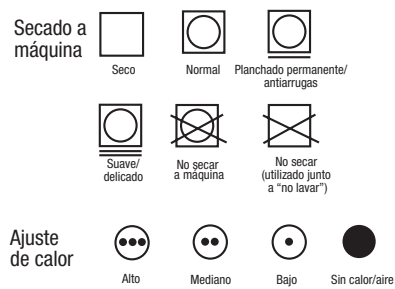 Secado a
máquina
Seco
Normal
Planchado permanente/
antiarrugas
Suave/
delicado
No secar
a máquina
No secar
(utilizado junto
a “no lavar”)
Ajuste
de calor
Alto
Mediano
Bajo
Sin calor/aire